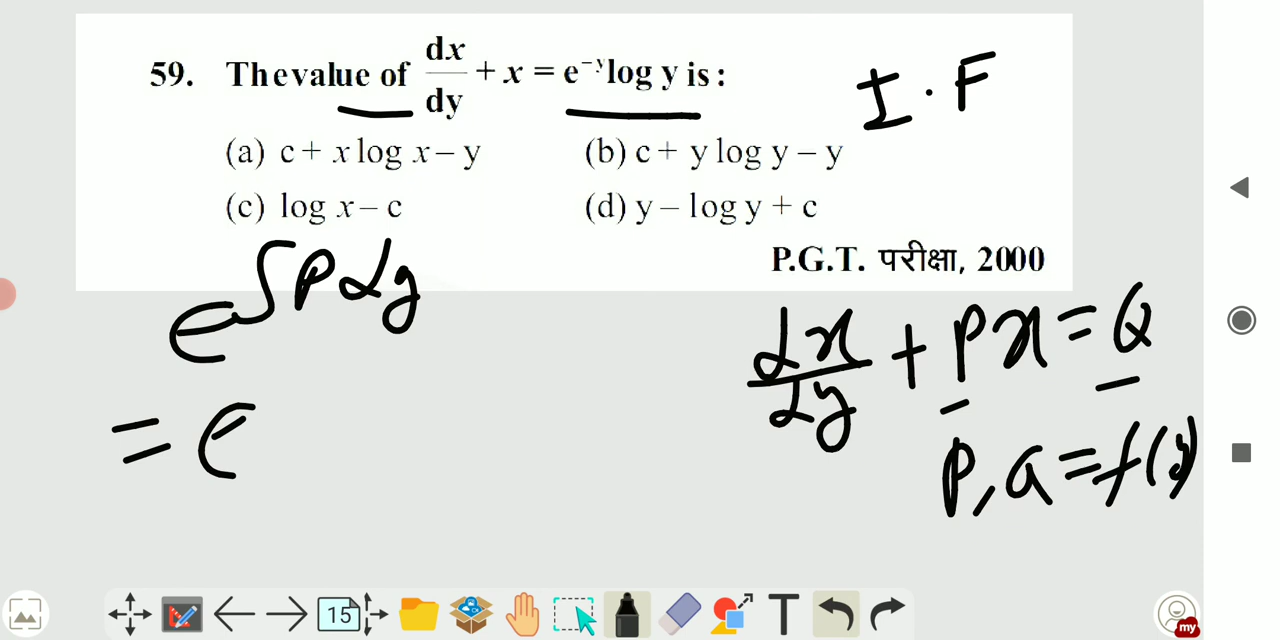 59. The value of dx/dy + x = e^-y log y is :
I.F
(a) c + x log x – y (b) c + y log y – y
(c) log x – c (d) y – log y + c
P.G.T. परीक्षा, 2000
e^∫P dy
dx/dy + Px = Q
= e
P, Q = f(y)
15
T
my